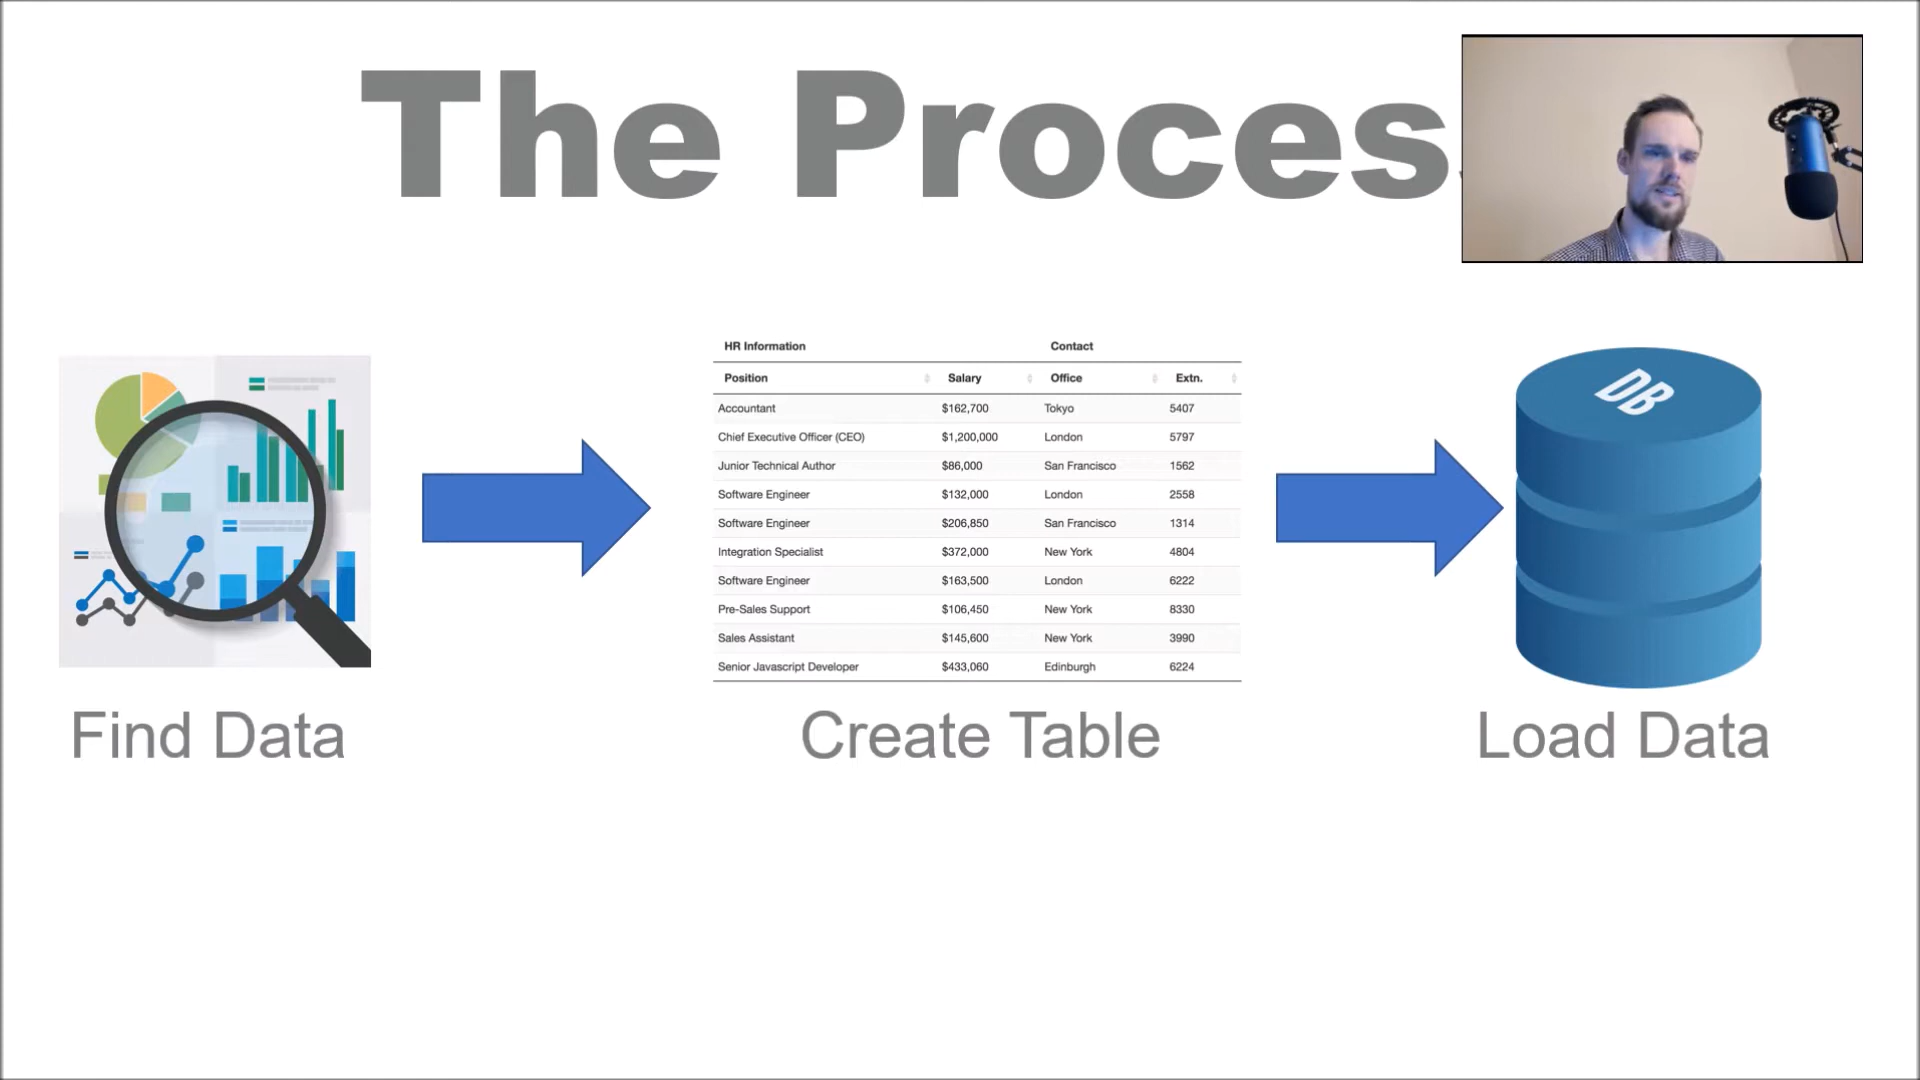 The Proces
HR Information Contact
Position Salary Office Extn.
Accountant $162,700 Tokyo 5407
Chief Executive Officer (CEO) $1,200,000 London 5797
Junior Technical Author $86,000 San Francisco 1562
Software Engineer $132,000 London 2558
Software Engineer $206,850 San Francisco 1314
Integration Specialist $372,000 New York 4804
Software Engineer $163,500 London 6222
Pre-Sales Support $106,450 New York 8330
Sales Assistant $145,600 New York 3990
Senior Javascript Developer $433,060 Edinburgh 6224
DB
Find Data Create Table Load Data